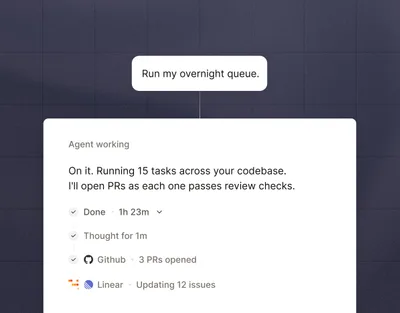 Run my overnight queue.
Agent working
On it. Running 15 tasks across your codebase.
I'll open PRs as each one passes review checks.
Done · 1h 23m
Thought for 1m
Github · 3 PRs opened
Linear · Updating 12 issues